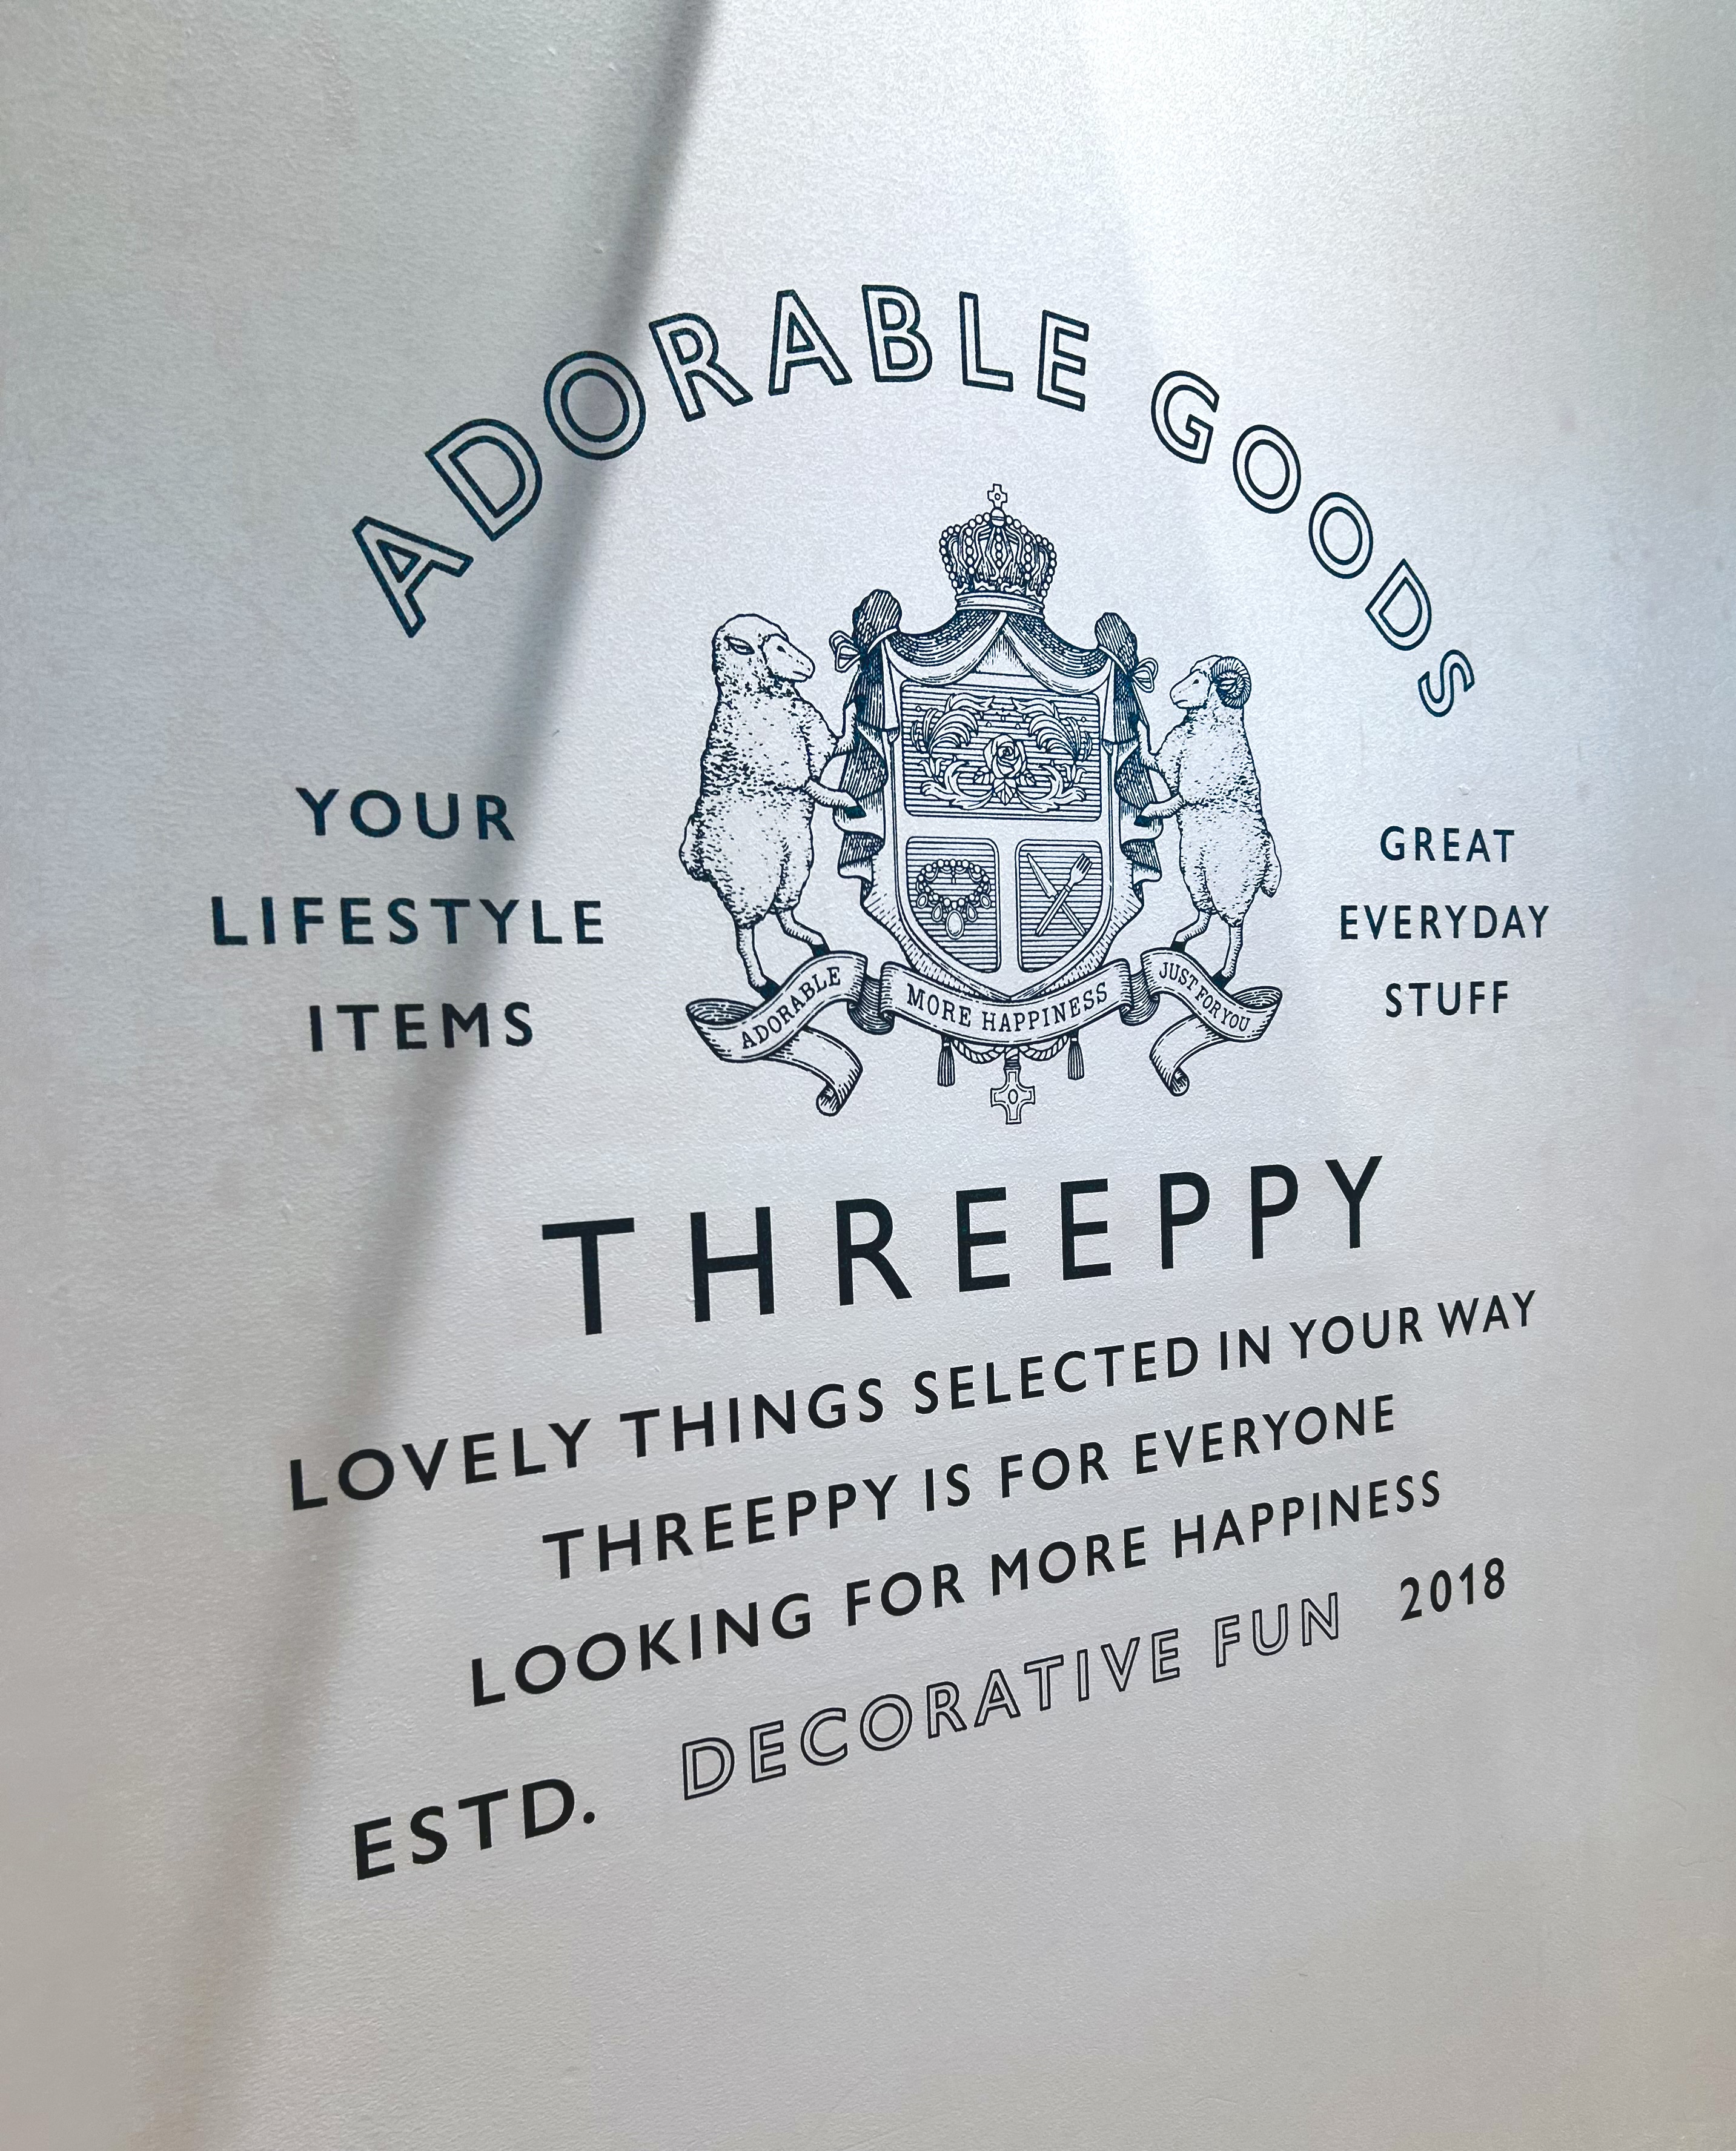 ADORABLE GOODS
YOUR
LIFESTYLE
ITEMS
GREAT
EVERYDAY
STUFF
ADORABLE
MORE HAPPINESS
JUST FOR YOU
THREEPPY
LOVELY THINGS SELECTED IN YOUR WAY
THREEPPY IS FOR EVERYONE
LOOKING FOR MORE HAPPINESS
ESTD. DECORATIVE FUN 2018